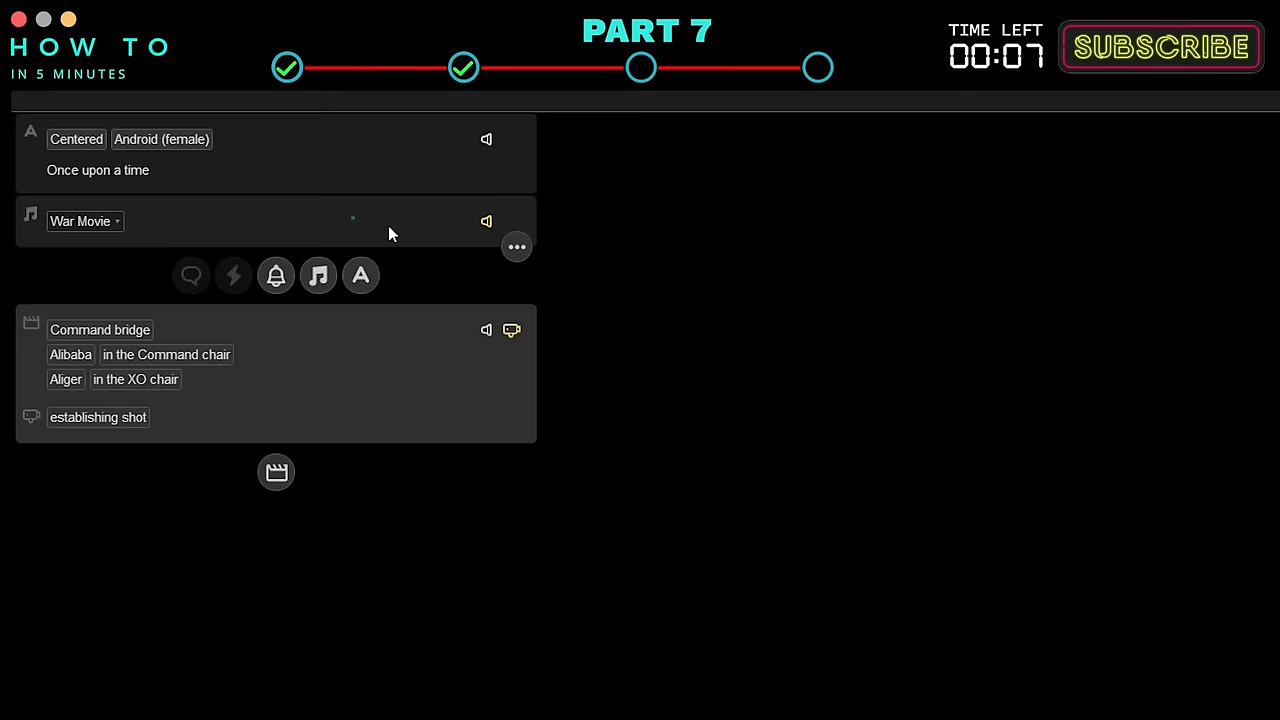 PART 7
HOW TO
IN 5 MINUTES
TIME LEFT
00:07
SUBSCRIBE
Centered Android (female)
Once upon a time
War Movie
Command bridge
Alibaba in the Command chair
Aliger in the XO chair
establishing shot